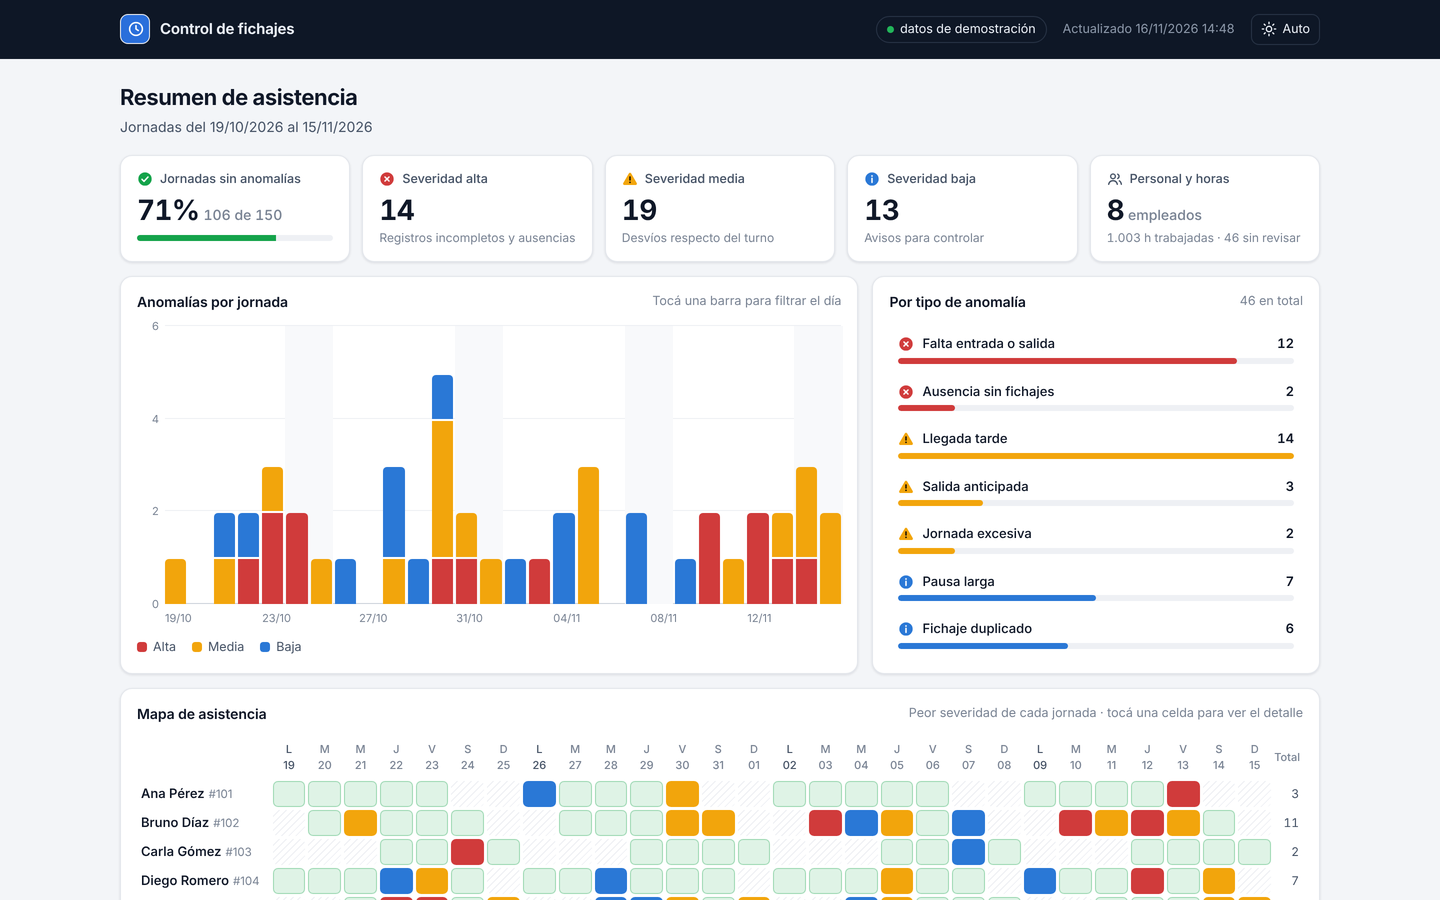 Control de fichajes
datos de demostración
Actualizado 16/11/2026 14:48
Auto
Resumen de asistencia
Jornadas del 19/10/2026 al 15/11/2026
Jornadas sin anomalías
71% 106 de 150
Severidad alta
14
Registros incompletos y ausencias
Severidad media
19
Desvíos respecto del turno
Severidad baja
13
Avisos para controlar
Personal y horas
8 empleados
1.003 h trabajadas · 46 sin revisar
Anomalías por jornada
Tocá una barra para filtrar el día
6
4
2
0
19/10 23/10 27/10 31/10 04/11 08/11 12/11
Alta Media Baja
Por tipo de anomalía
46 en total
Falta entrada o salida 12
Ausencia sin fichajes 2
Llegada tarde 14
Salida anticipada 3
Jornada excesiva 2
Pausa larga 7
Fichaje duplicado 6
Mapa de asistencia
Peor severidad de cada jornada · tocá una celda para ver el detalle
L M M J V S D L M M J V S D L M M J V S D L M M J V S D
19 20 21 22 23 24 25 26 27 28 29 30 31 01 02 03 04 05 06 07 08 09 10 11 12 13 14 15 Total
Ana Pérez #101 3
Bruno Díaz #102 11
Carla Gómez #103 2
Diego Romero #104 7